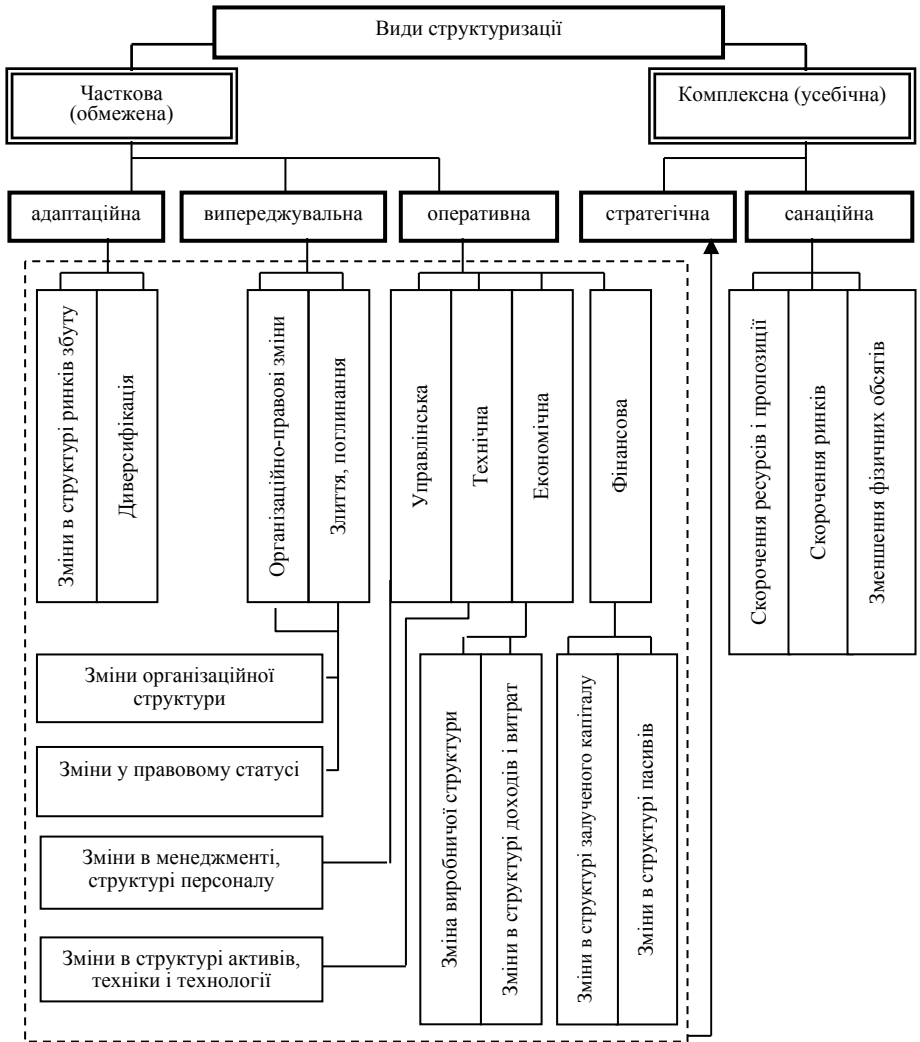 Види структуризації
Часткова
(обмежена)
Комплексна (усебічна)
адаптаційна
випереджувальна
оперативна
стратегічна
санаційна
Зміни в структурі ринків збуту
Диверсифікація
Організаційно-правові зміни
Злиття, поглинання
Управлінська
Технічна
Економічна
Фінансова
Скорочення ресурсів і пропозиції
Скорочення ринків
Зменшення фізичних обсягів
Зміни організаційної
структури
Зміни у правовому статусі
Зміни в менеджменті,
структурі персоналу
Зміни в структурі активів,
техніки і технології
Зміна виробничої структури
Зміни в структурі доходів і витрат
Зміни в структурі залученого капіталу
Зміни в структурі пасивів